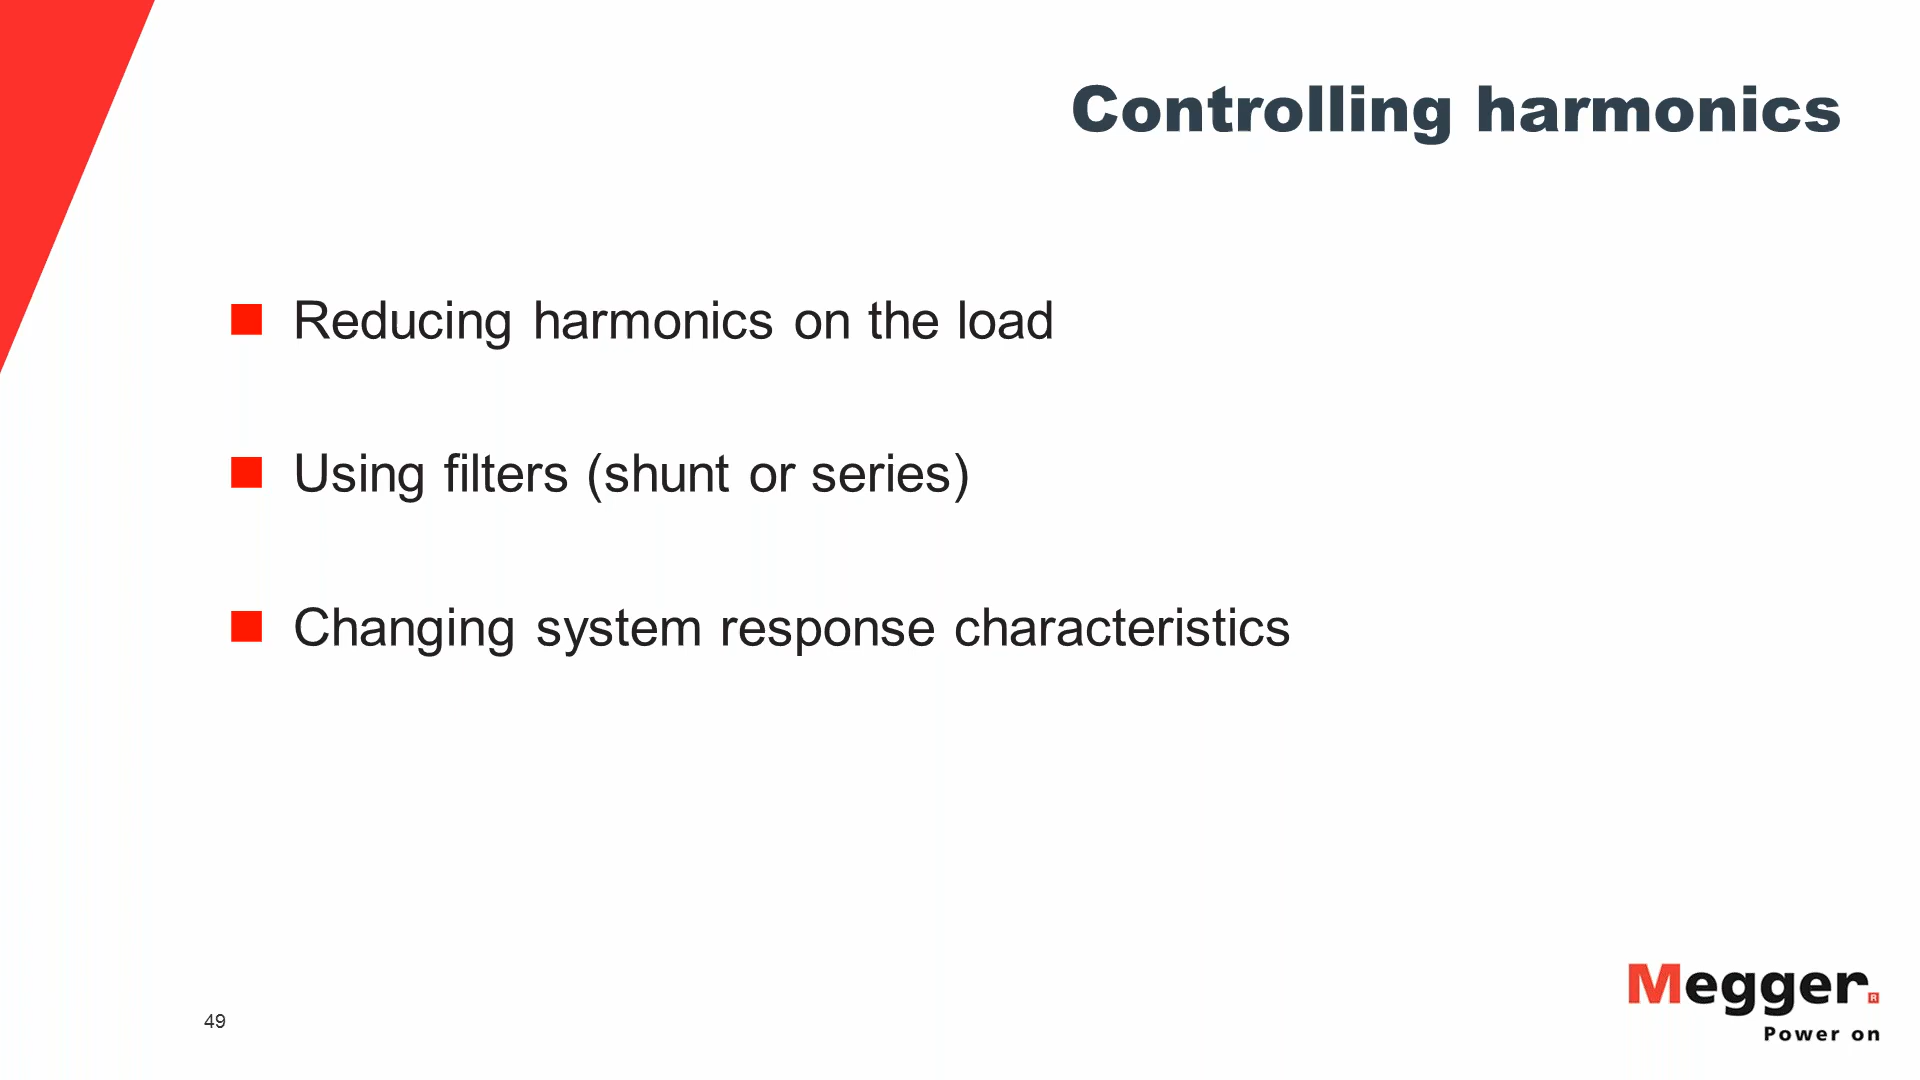 Controlling harmonics
Reducing harmonics on the load
Using filters (shunt or series)
Changing system response characteristics
49
Megger.
R
Power on